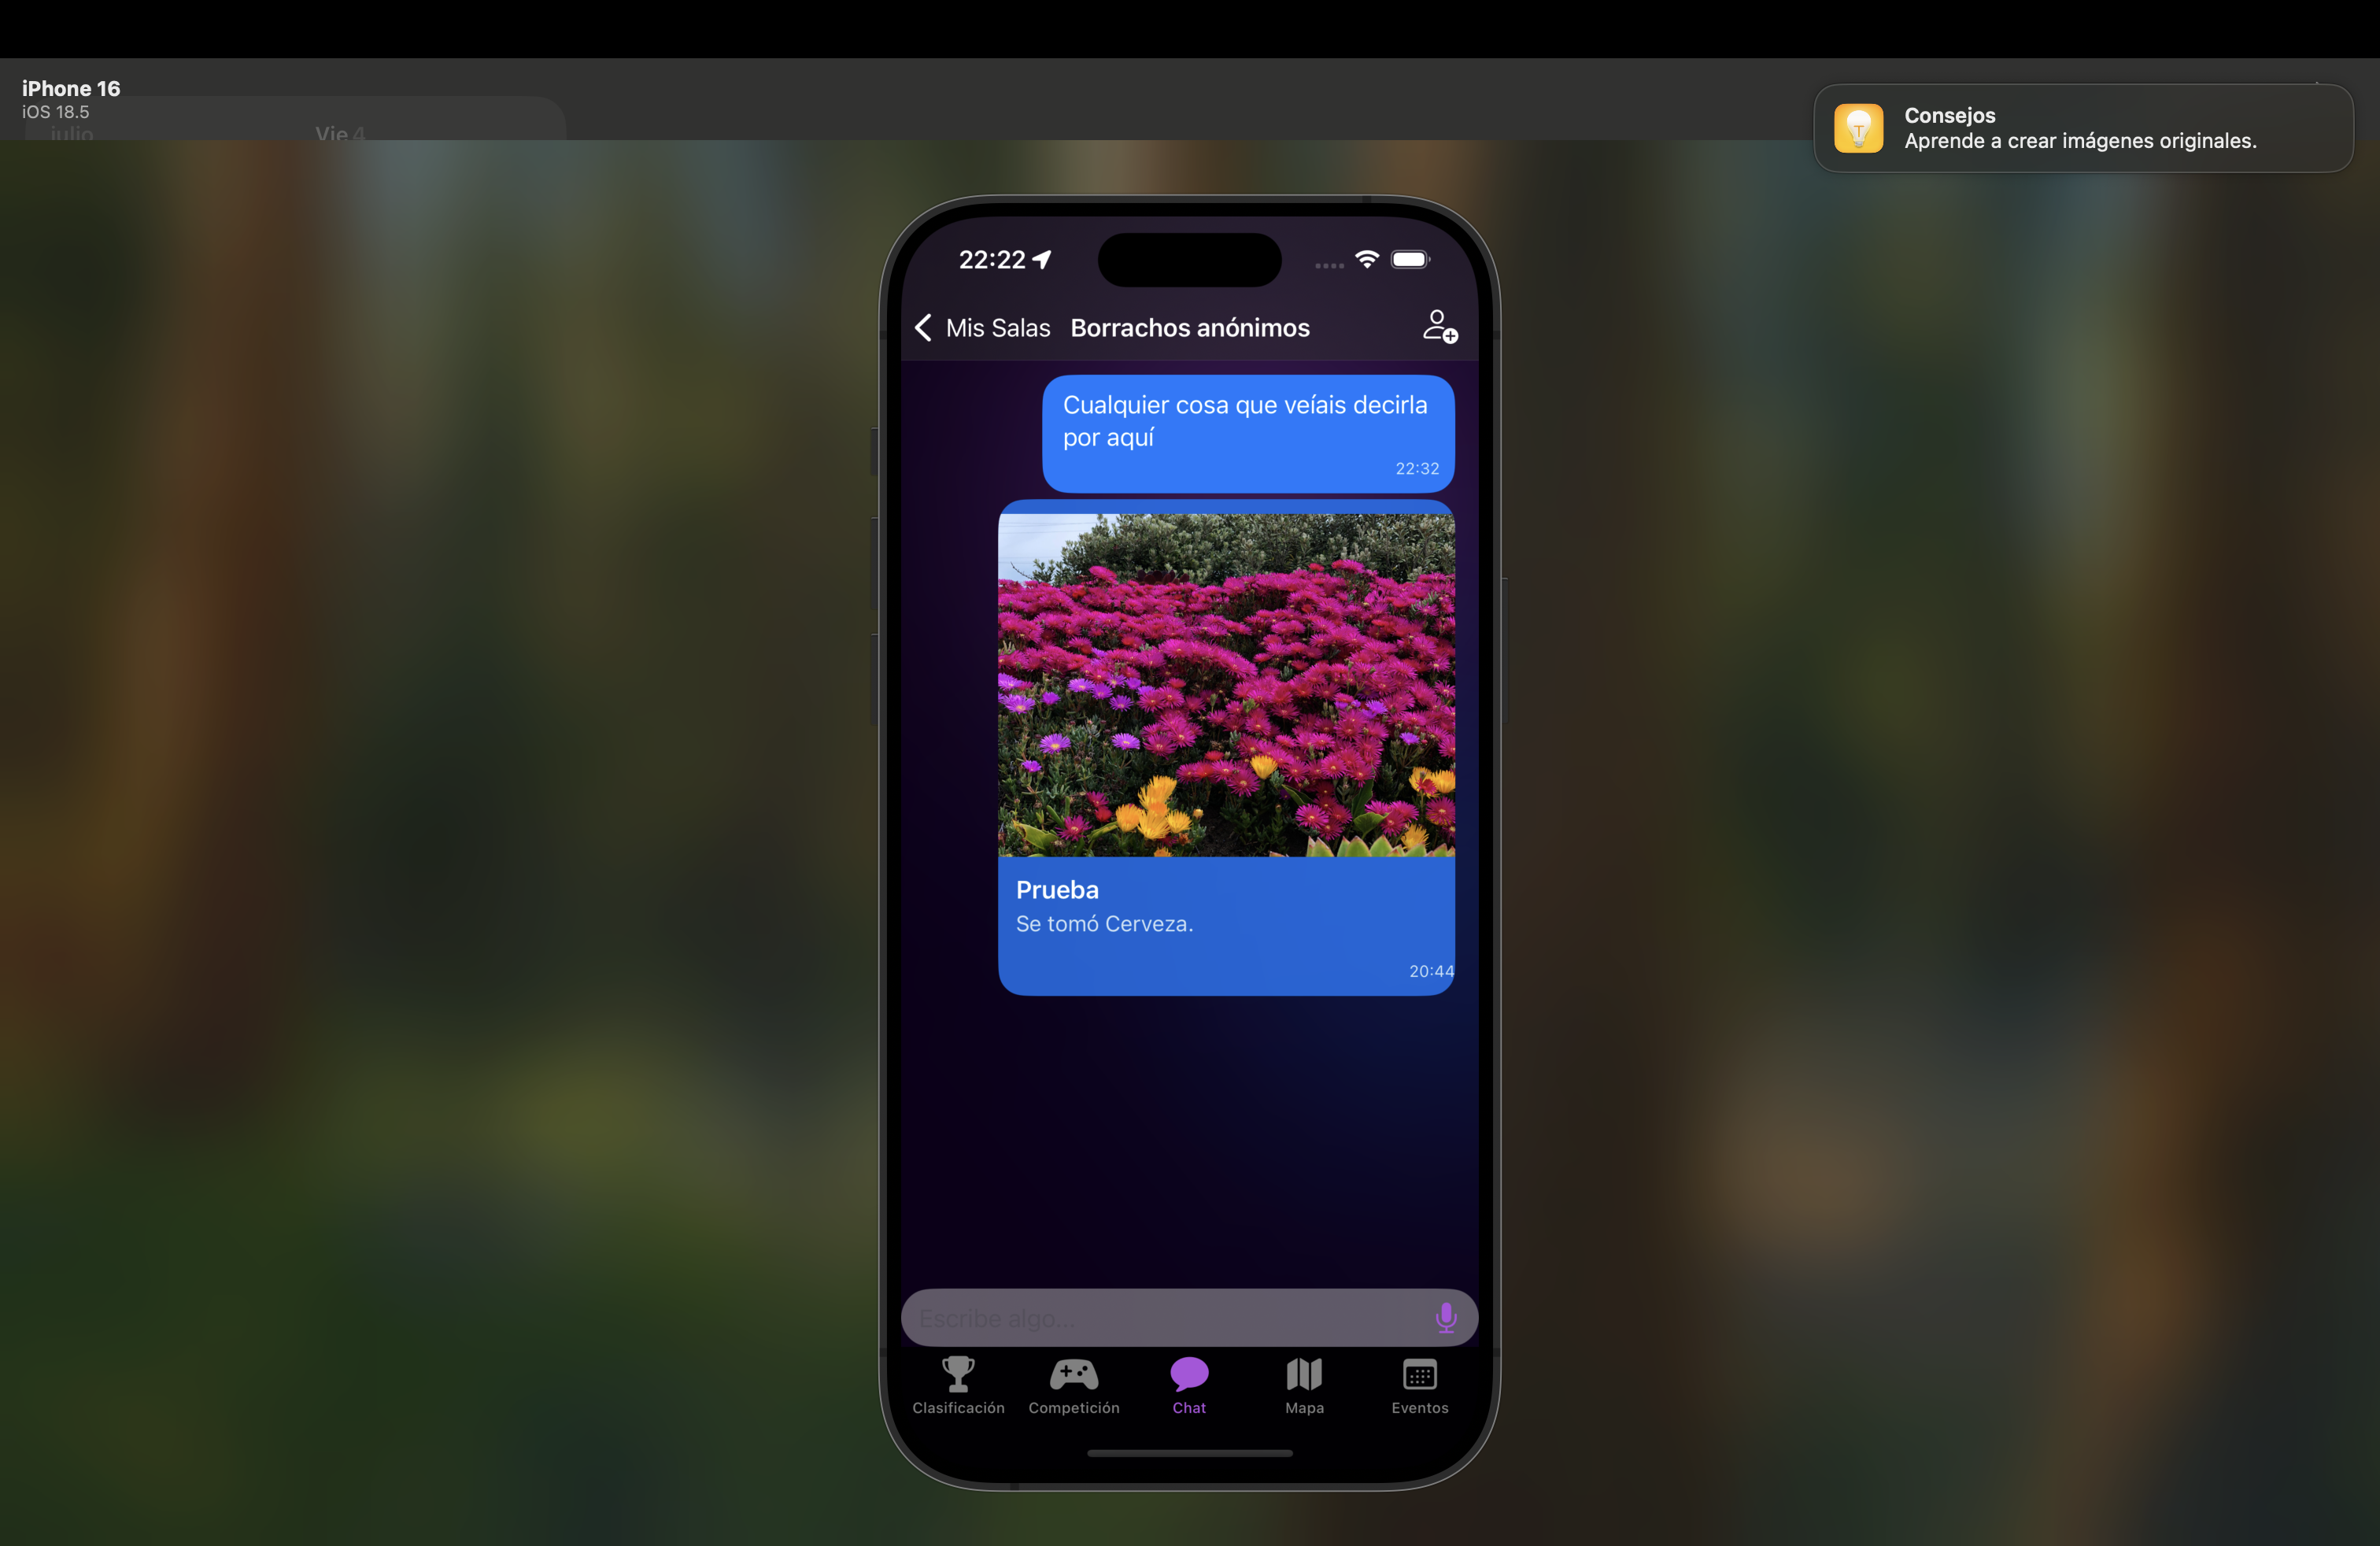 iPhone 16
iOS 18.5
julio
Vie 4
Consejos
Aprende a crear imágenes originales.
22:22
Mis Salas
Borrachos anónimos
Cualquier cosa que veíais decirla
por aquí
22:32
Prueba
Se tomó Cerveza.
20:44
Escribe algo...
Clasificación
Competición
Chat
Mapa
Eventos